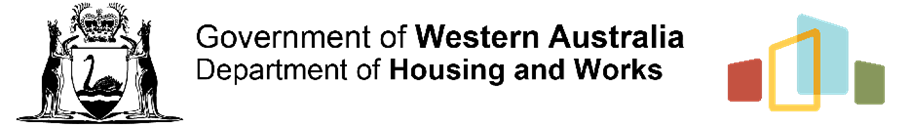 Government of Western Australia
Department of Housing and Works